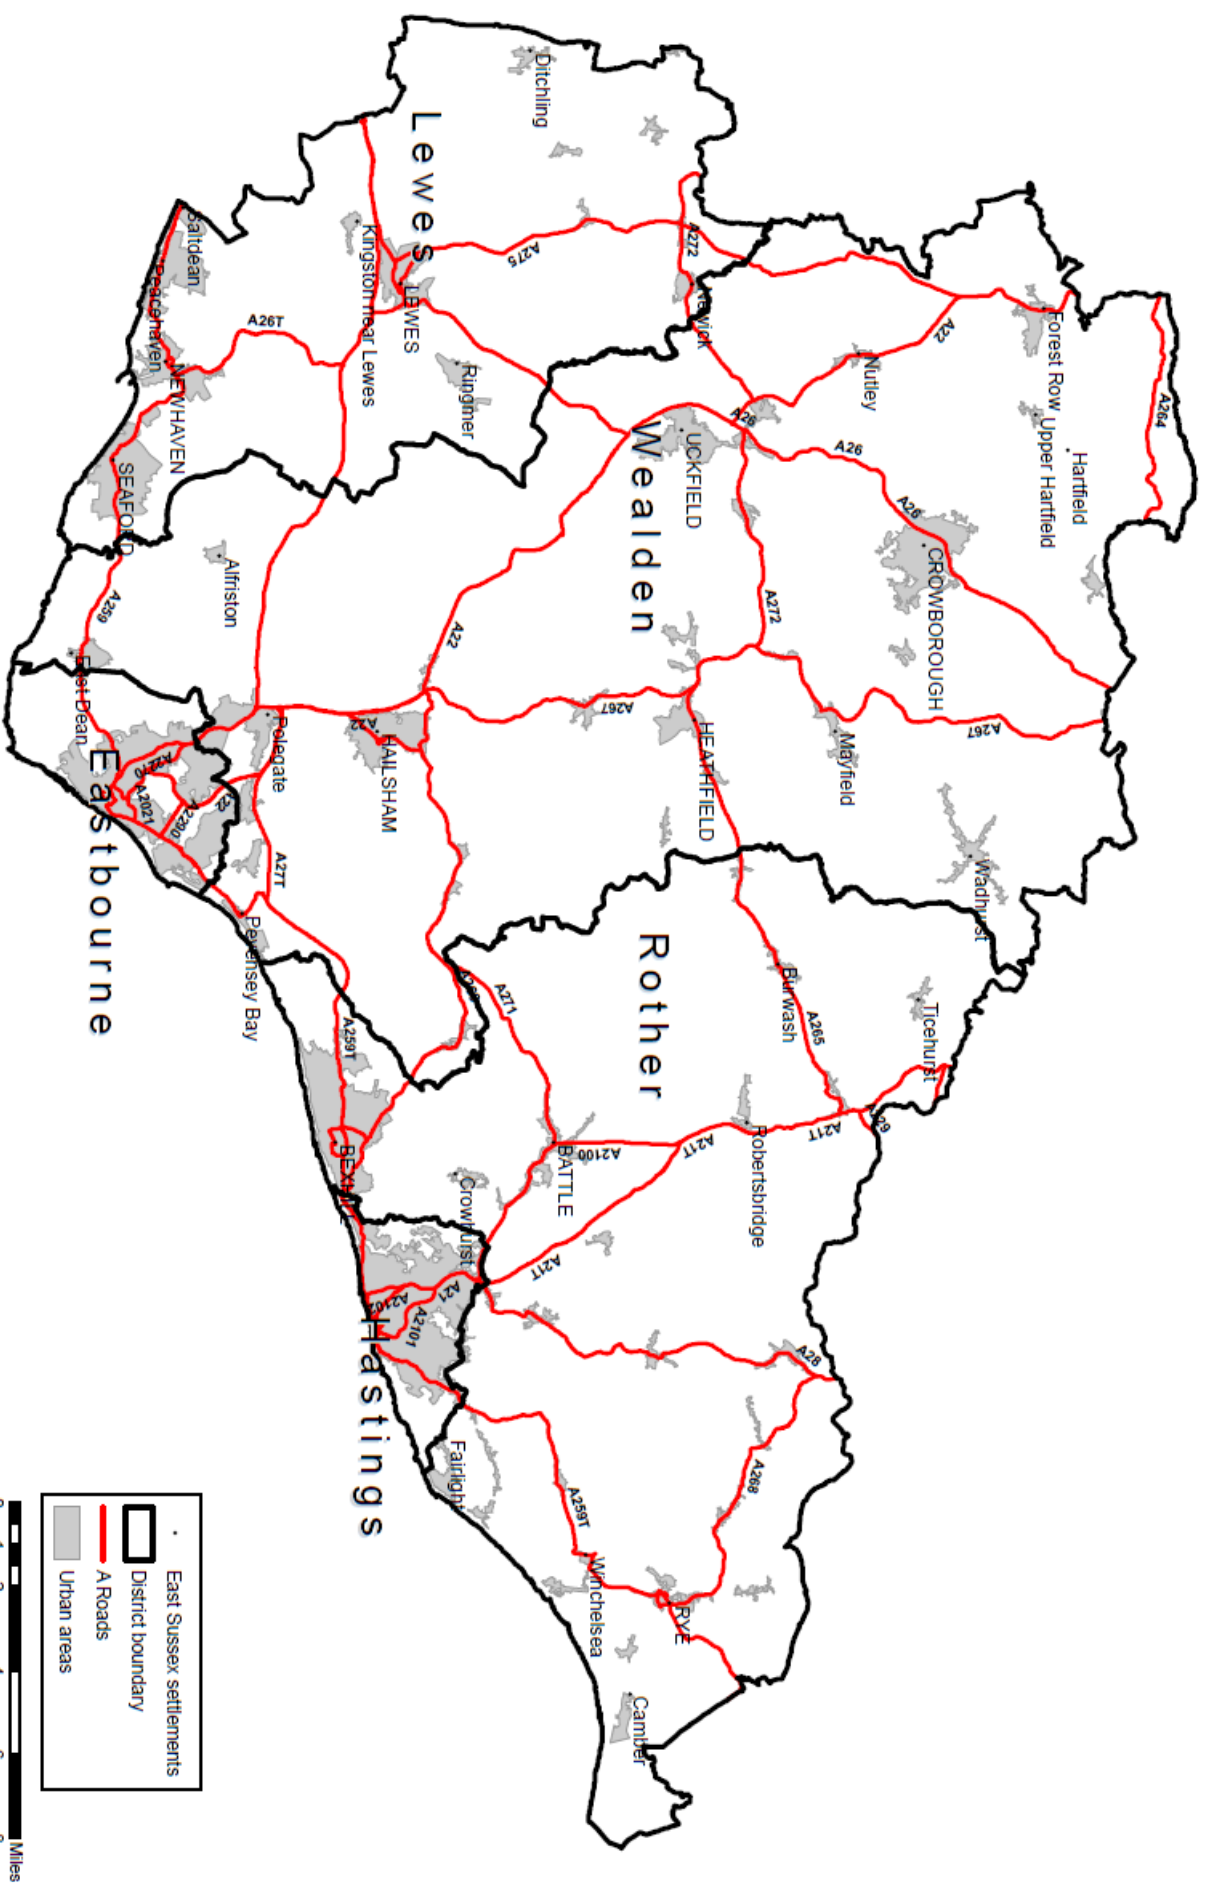 Forest Row
Upper Hartfield
Hartfield
A264
A22
Nutley
A26
A26
CROWBOROUGH
A267
Mayfield
Wadhurst
Ticehurst
A272
Newick
A26
UCKFIELD
A272
HEATHFIELD
Burwash
A265
A21T
Robertsbridge
A28
A268
Ditchling
A275
Wealden
A267
Rother
A2100
A21T
BATTLE
A21T
RYE
Camber
Winchelsea
A259T
Lewes
LEWES
Kingston near Lewes
Ringmer
A22
A271
Crowhurst
Fairlight
A21
A2101
A2102
Hastings
HAILSHAM
A22
A26T
Saltdean
Peacehaven
NEWHAVEN
SEAFORD
Alfriston
A259
East Dean
Polegate
A27T
A22
A2270
A2021
A2290
Eastbourne
Pevensey Bay
A259T
BEXHILL
East Sussex settlements
District boundary
A Roads
Urban areas
Miles